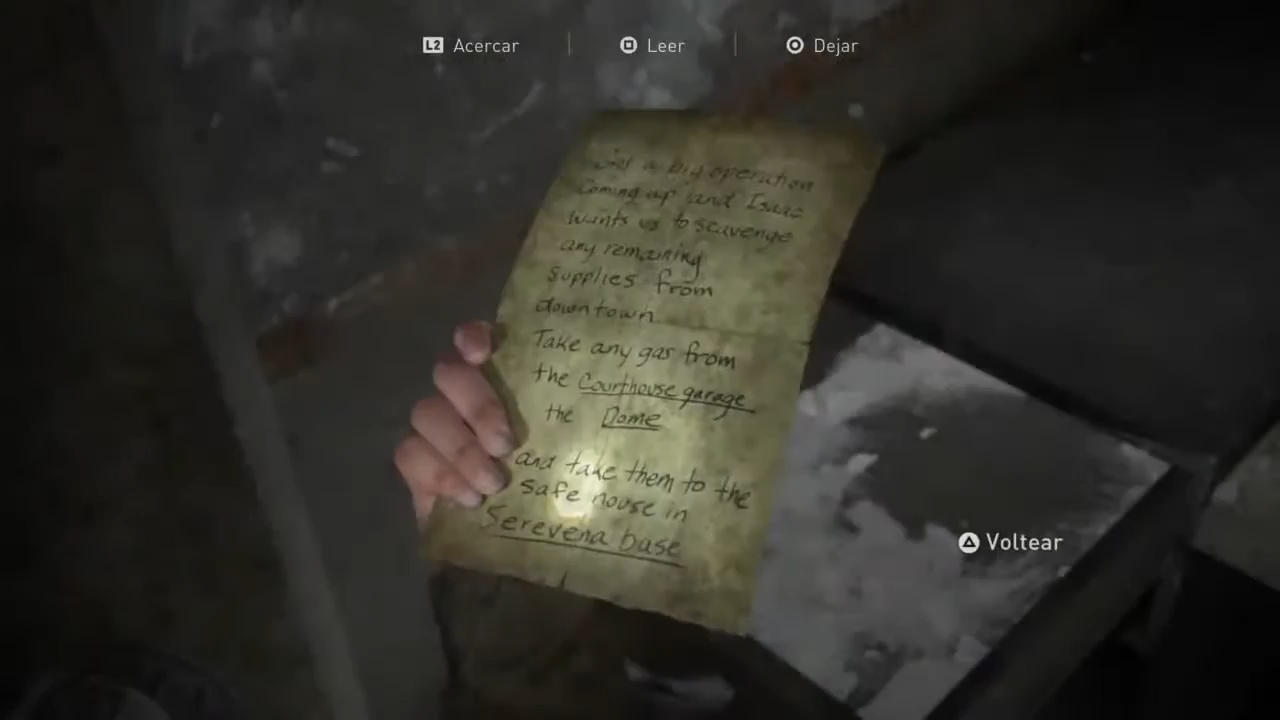 L2 Acercar
Leer
Dejar
Got a big operation
Coming up and Isaac
wants us to scavenge
any remaining
supplies from
downtown
Take any gas from
the Courthouse garage
the Dome
and take them to the
safe house in
Serevena base
Voltear